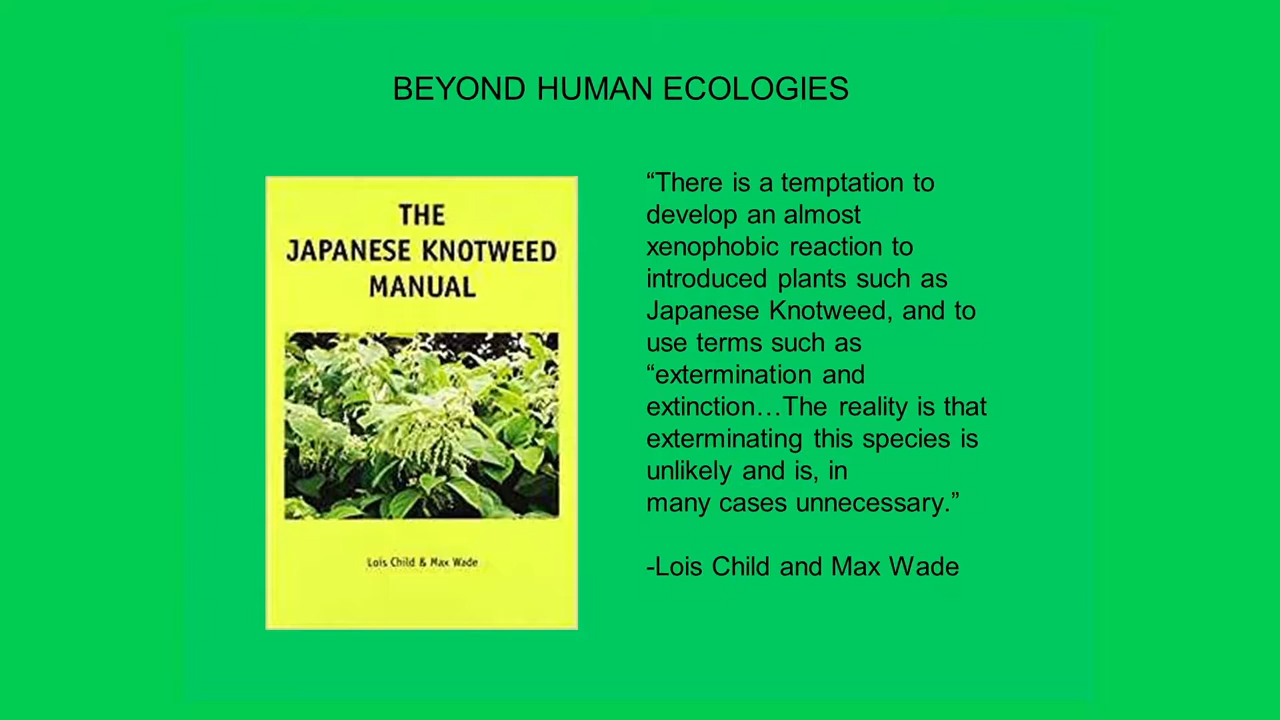 BEYOND HUMAN ECOLOGIES
THE
JAPANESE KNOTWEED
MANUAL
Lois Child & Max Wade
“There is a temptation to
develop an almost
xenophobic reaction to
introduced plants such as
Japanese Knotweed, and to
use terms such as
“extermination and
extinction…The reality is that
exterminating this species is
unlikely and is, in
many cases unnecessary.”
-Lois Child and Max Wade